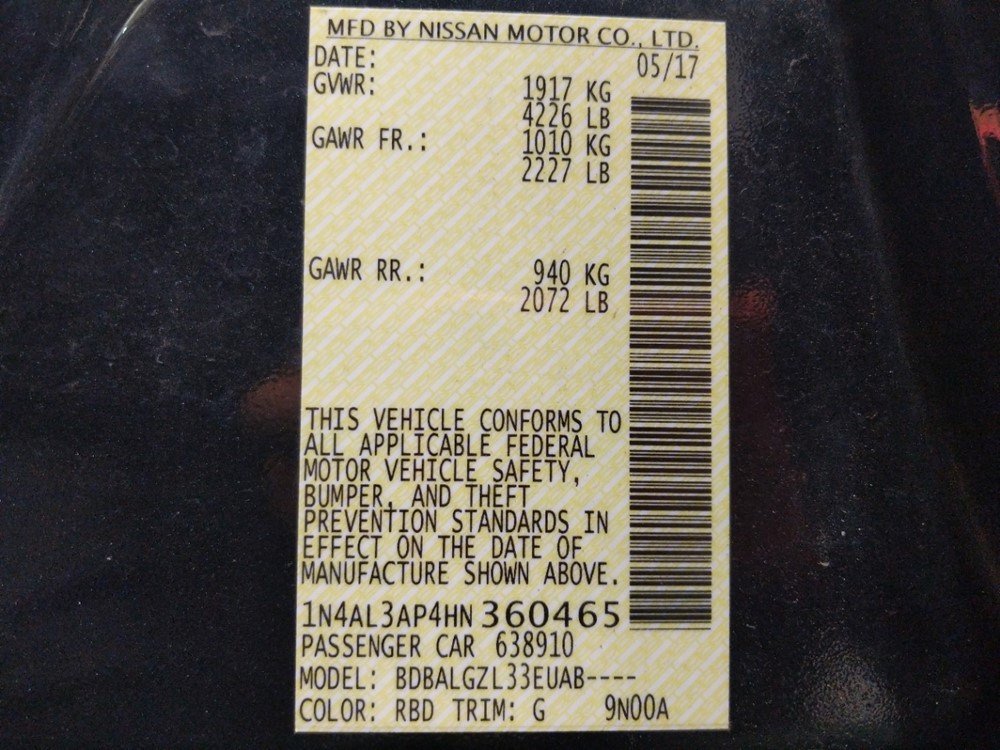 MFD BY NISSAN MOTOR CO., LTD.
DATE: 05/17
GVWR: 1917 KG
4226 LB
GAWR FR.: 1010 KG
2227 LB
GAWR RR.: 940 KG
2072 LB
THIS VEHICLE CONFORMS TO
ALL APPLICABLE FEDERAL
MOTOR VEHICLE SAFETY,
BUMPER, AND THEFT
PREVENTION STANDARDS IN
EFFECT ON THE DATE OF
MANUFACTURE SHOWN ABOVE.
1N4AL3AP4HN 360465
PASSENGER CAR 638910
MODEL: BDBALGZL33EUAB----
COLOR: RBD TRIM: G 9N00A